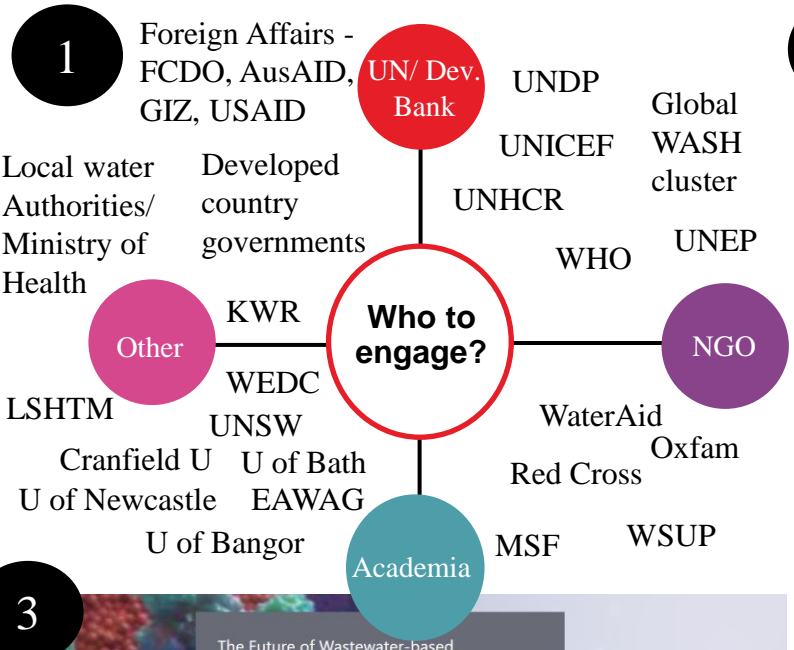 1
Foreign Affairs -
FCDO, AusAID,
GIZ, USAID
UN/ Dev.
Bank
UNDP
Global
WASH
cluster
UNICEF
UNHCR
Local water
Authorities/
Ministry of
Health
Developed
country
governments
WHO
UNEP
Other
KWR
Who to
engage?
NGO
WEDC
LSHTM
UNSW
Cranfield U
U of Bath
U of Newcastle
EAWAG
U of Bangor
WaterAid
Oxfam
Red Cross
MSF
WSUP
Academia
3
The Future of Wastewater-based